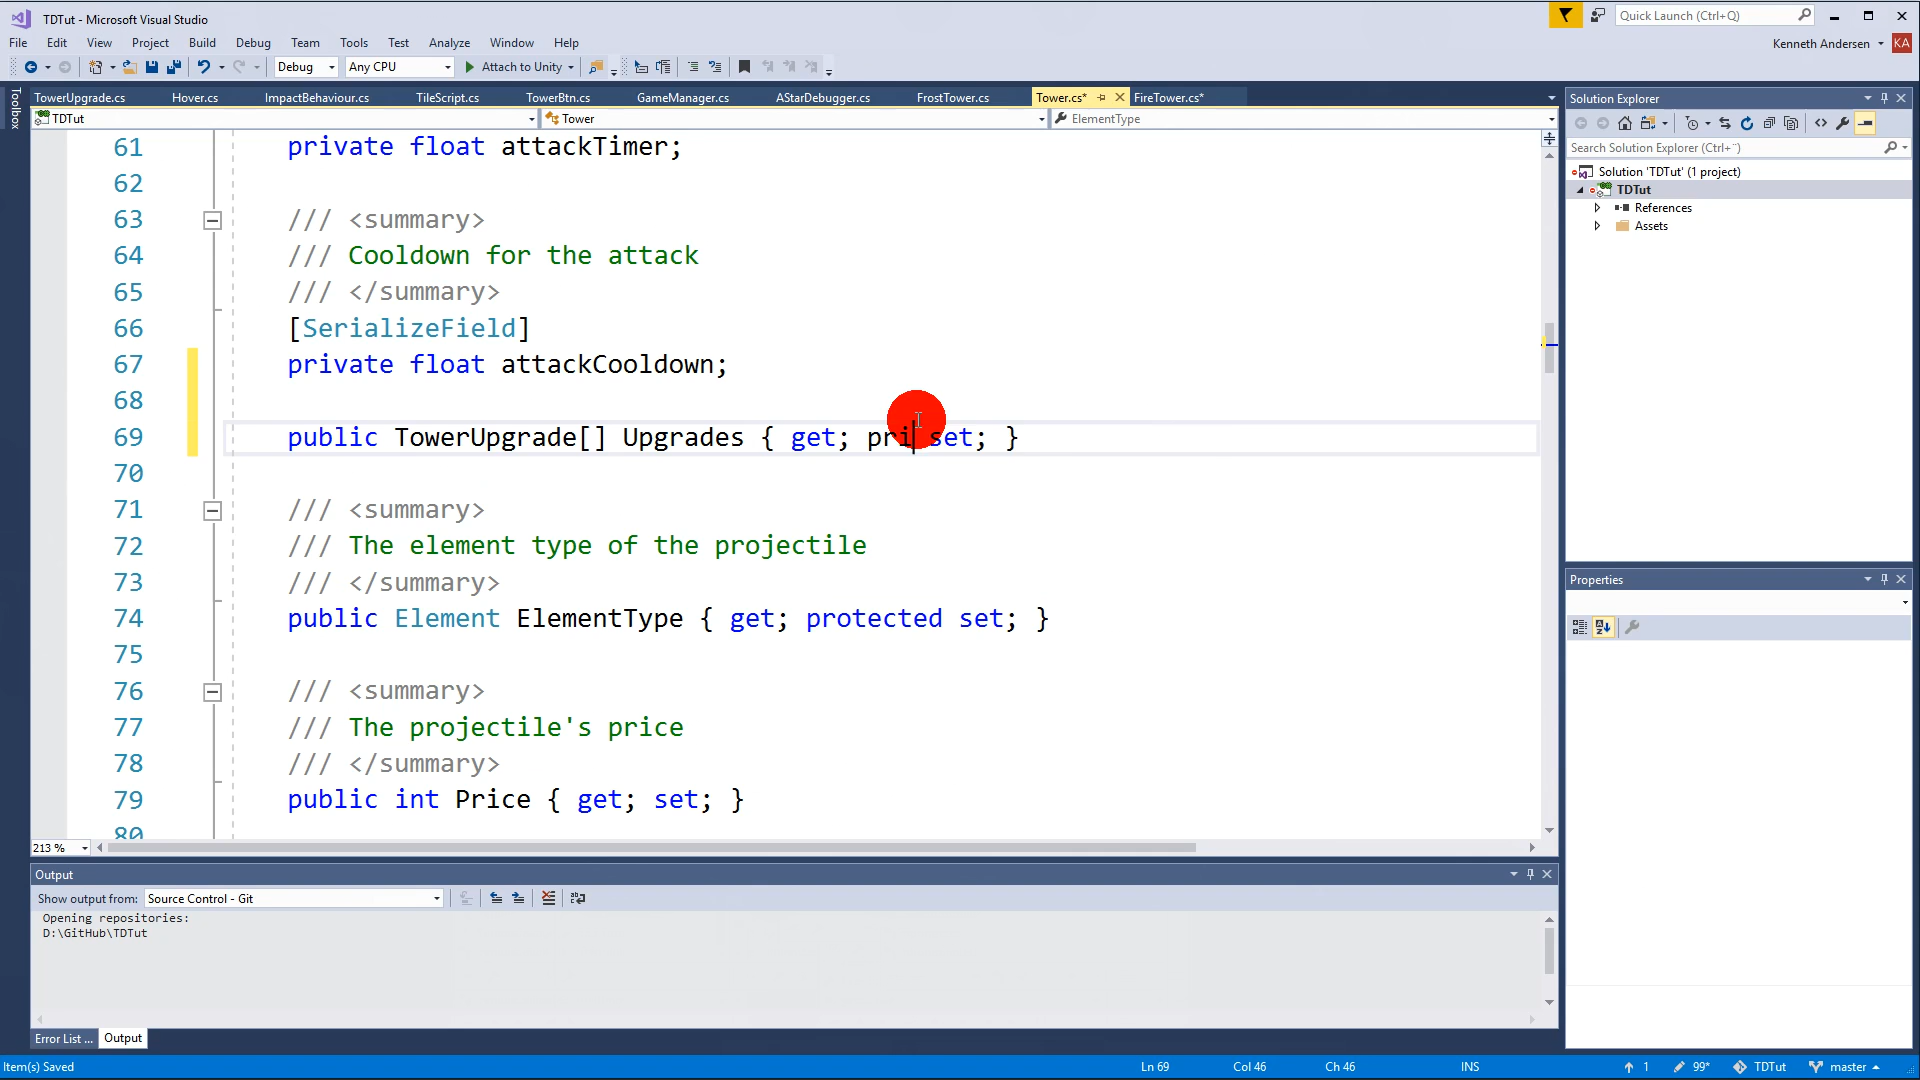 TDTut - Microsoft Visual Studio
Quick Launch (Ctrl+Q)
File Edit View Project Build Debug Team Tools Test Analyze Window Help
Kenneth Andersen KA
Debug Any CPU Attach to Unity
Toolbox
TowerUpgrade.cs Hover.cs ImpactBehaviour.cs TileScript.cs TowerBtn.cs GameManager.cs AStarDebugger.cs FrostTower.cs Tower.cs* FireTower.cs*
TDTut Tower ElementType
61 private float attackTimer;
62
63 /// <summary>
64 /// Cooldown for the attack
65 /// </summary>
66 [SerializeField]
67 private float attackCooldown;
68
69 public TowerUpgrade[] Upgrades { get; pri set; }
70
71 /// <summary>
72 /// The element type of the projectile
73 /// </summary>
74 public Element ElementType { get; protected set; }
75
76 /// <summary>
77 /// The projectile's price
78 /// </summary>
79 public int Price { get; set; }
80
213 %
Output
Show output from: Source Control - Git
Opening repositories:
D:\GitHub\TDTut
Error List ... Output
Solution Explorer
Search Solution Explorer (Ctrl+¨)
Solution 'TDTut' (1 project)
TDTut
References
Assets
Properties
Item(s) Saved Ln 69 Col 46 Ch 46 INS 1 99* TDTut master